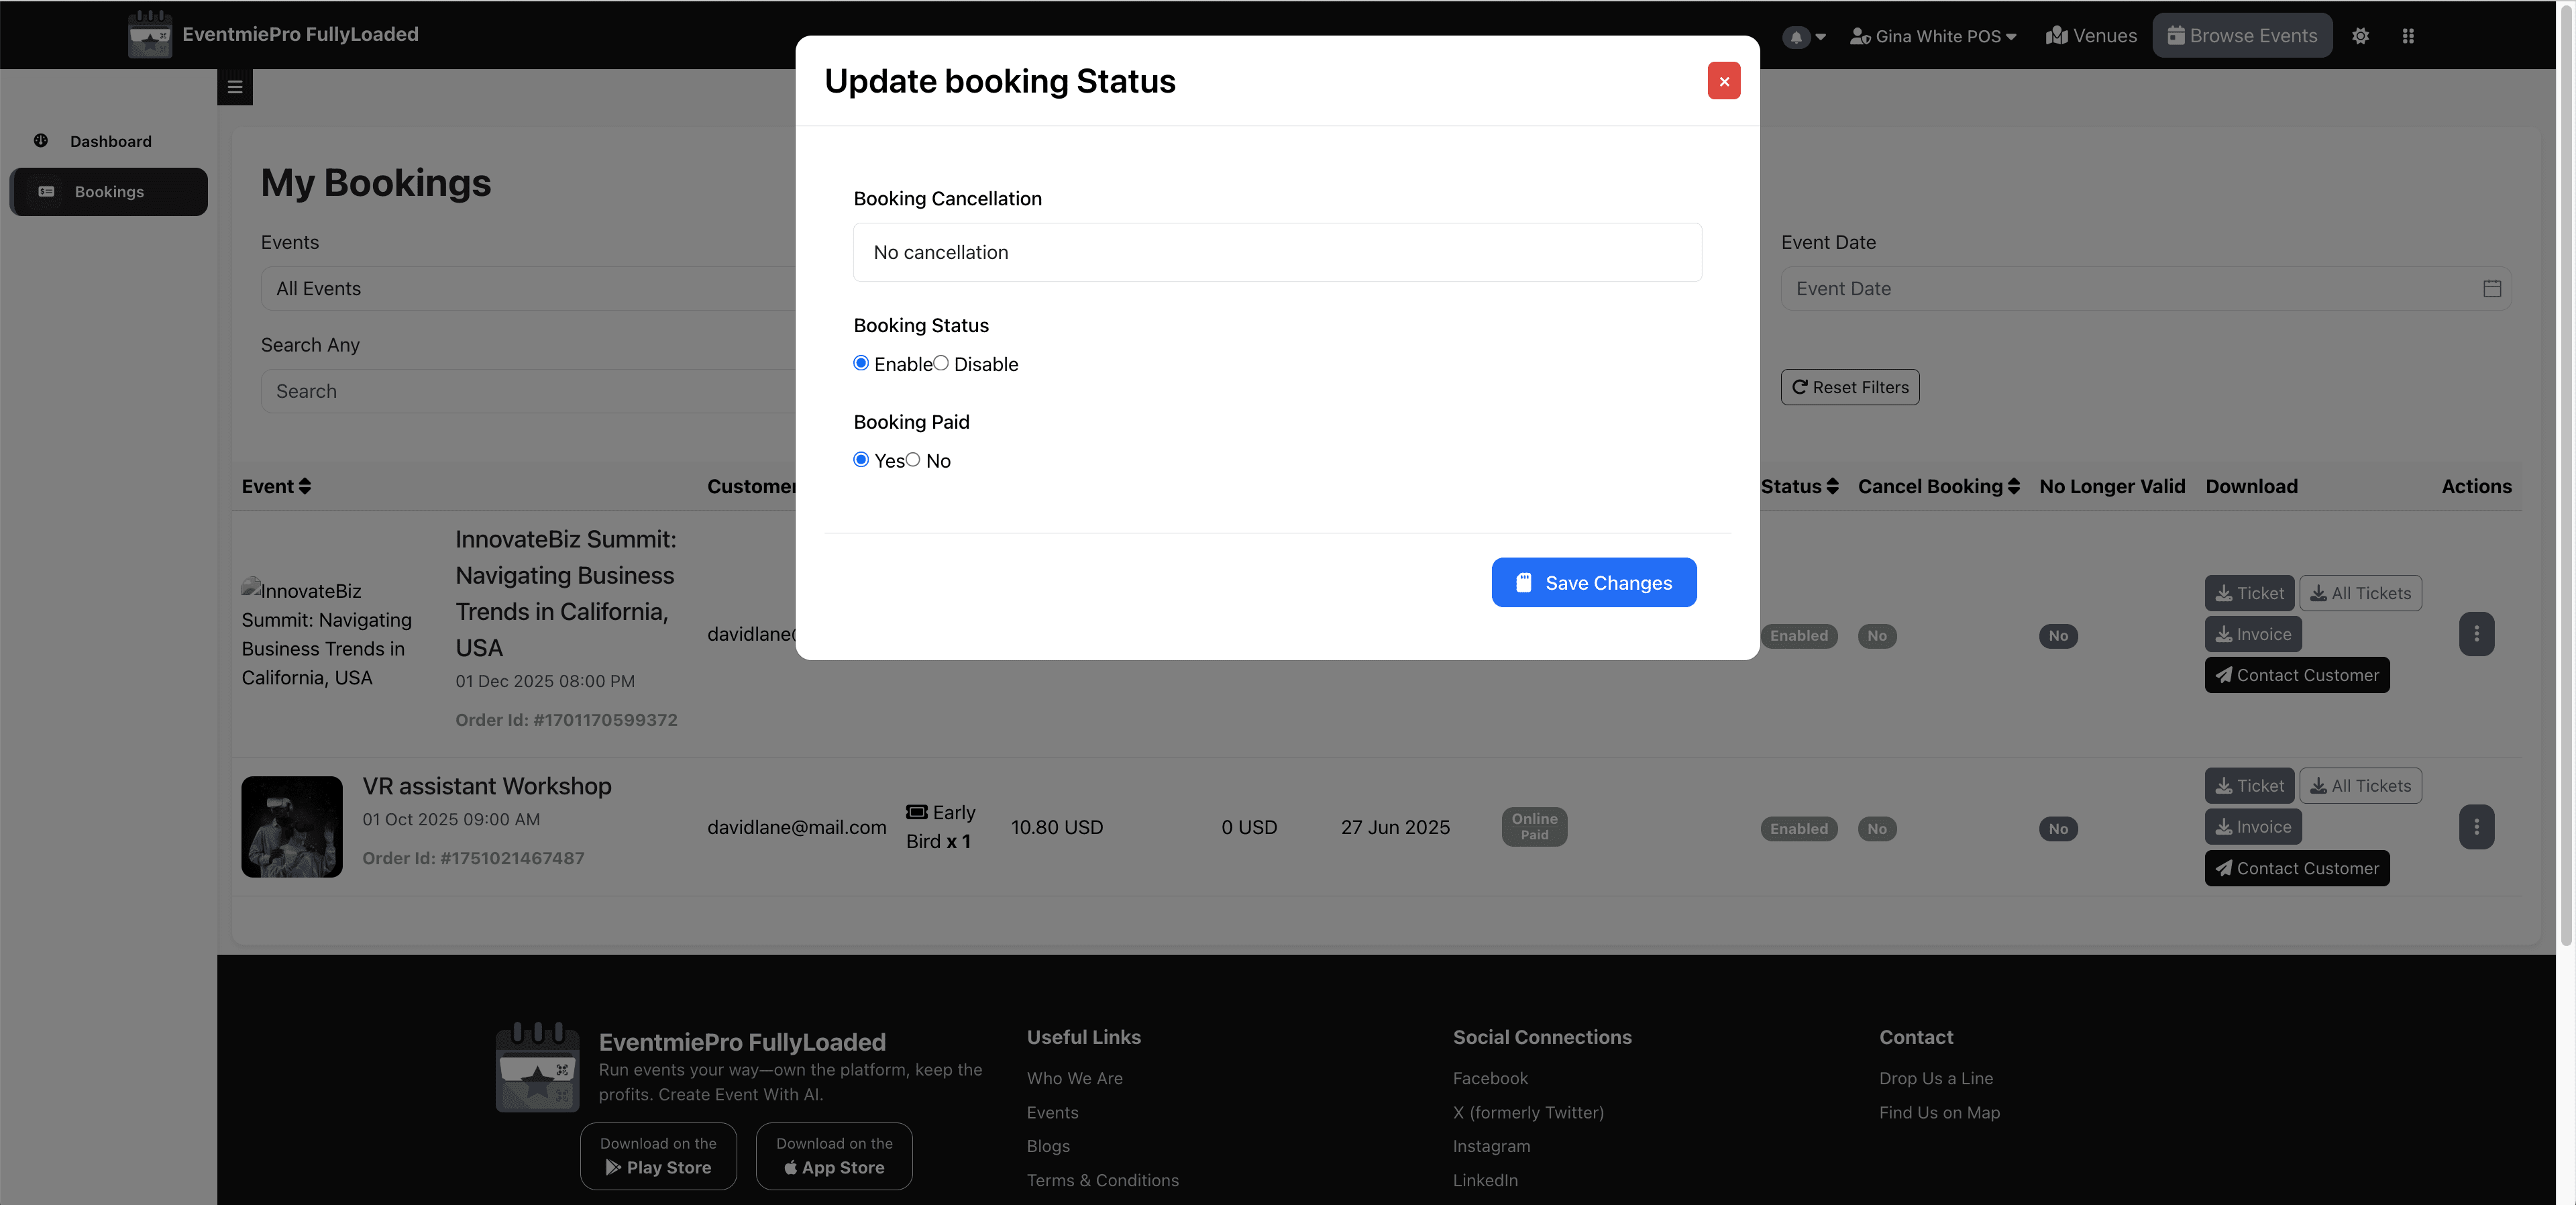 EventmiePro FullyLoaded
Gina White POS
Venues
Browse Events
Dashboard
Bookings
My Bookings
Events
All Events
Event Date
Event Date
Search Any
Search
Reset Filters
Update booking Status
Booking Cancellation
No cancellation
Booking Status
Enable Disable
Booking Paid
Yes No
Save Changes
Event Customer Status Cancel Booking No Longer Valid Download Actions
InnovateBiz
Summit: Navigating
Business Trends in
California, USA
InnovateBiz Summit:
Navigating Business
Trends in California,
USA
01 Dec 2025 08:00 PM
Order Id: #1701170599372
davidlane@
Enabled
No
No
Ticket
All Tickets
Invoice
Contact Customer
VR assistant Workshop
01 Oct 2025 09:00 AM
Order Id: #1751021467487
davidlane@mail.com
Early
Bird x 1
10.80 USD
0 USD
27 Jun 2025
Online
Paid
Enabled
No
No
Ticket
All Tickets
Invoice
Contact Customer
EventmiePro FullyLoaded
Run events your way—own the platform, keep the
profits. Create Event With AI.
Download on the
Play Store
Download on the
App Store
Useful Links
Who We Are
Events
Blogs
Terms & Conditions
Social Connections
Facebook
X (formerly Twitter)
Instagram
LinkedIn
Contact
Drop Us a Line
Find Us on Map